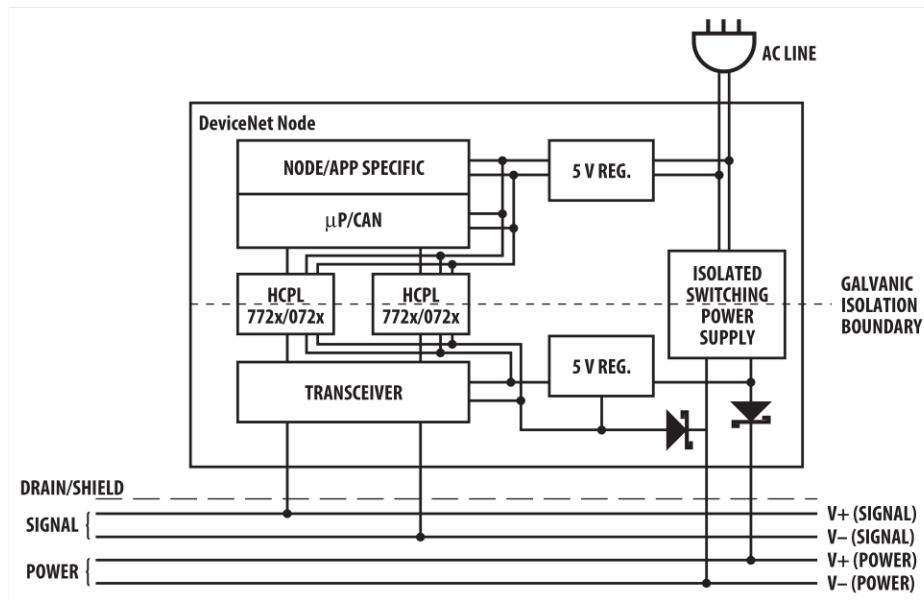 AC LINE
DeviceNet Node
NODE/APP SPECIFIC
5 V REG.
μP/CAN
HCPL
772x/072x
HCPL
772x/072x
ISOLATED
SWITCHING
POWER
SUPPLY
GALVANIC
ISOLATION
BOUNDARY
5 V REG.
TRANSCEIVER
DRAIN/SHIELD
SIGNAL
V+ (SIGNAL)
V– (SIGNAL)
POWER
V+ (POWER)
V– (POWER)